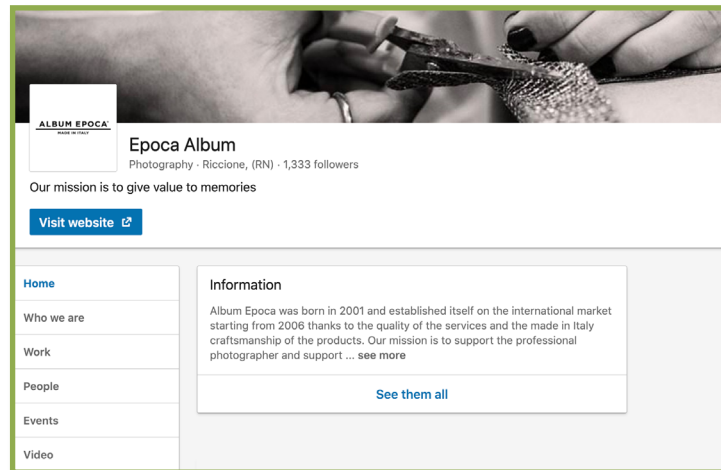 ALBUM EPOCA
MADE IN ITALY
Epoca Album
Photography · Riccione, (RN) · 1,333 followers
Our mission is to give value to memories
Visit website
Home
Who we are
Work
People
Events
Video
Information
Album Epoca was born in 2001 and established itself on the international market
starting from 2006 thanks to the quality of the services and the made in Italy
craftsmanship of the products. Our mission is to support the professional
photographer and support ... see more
See them all